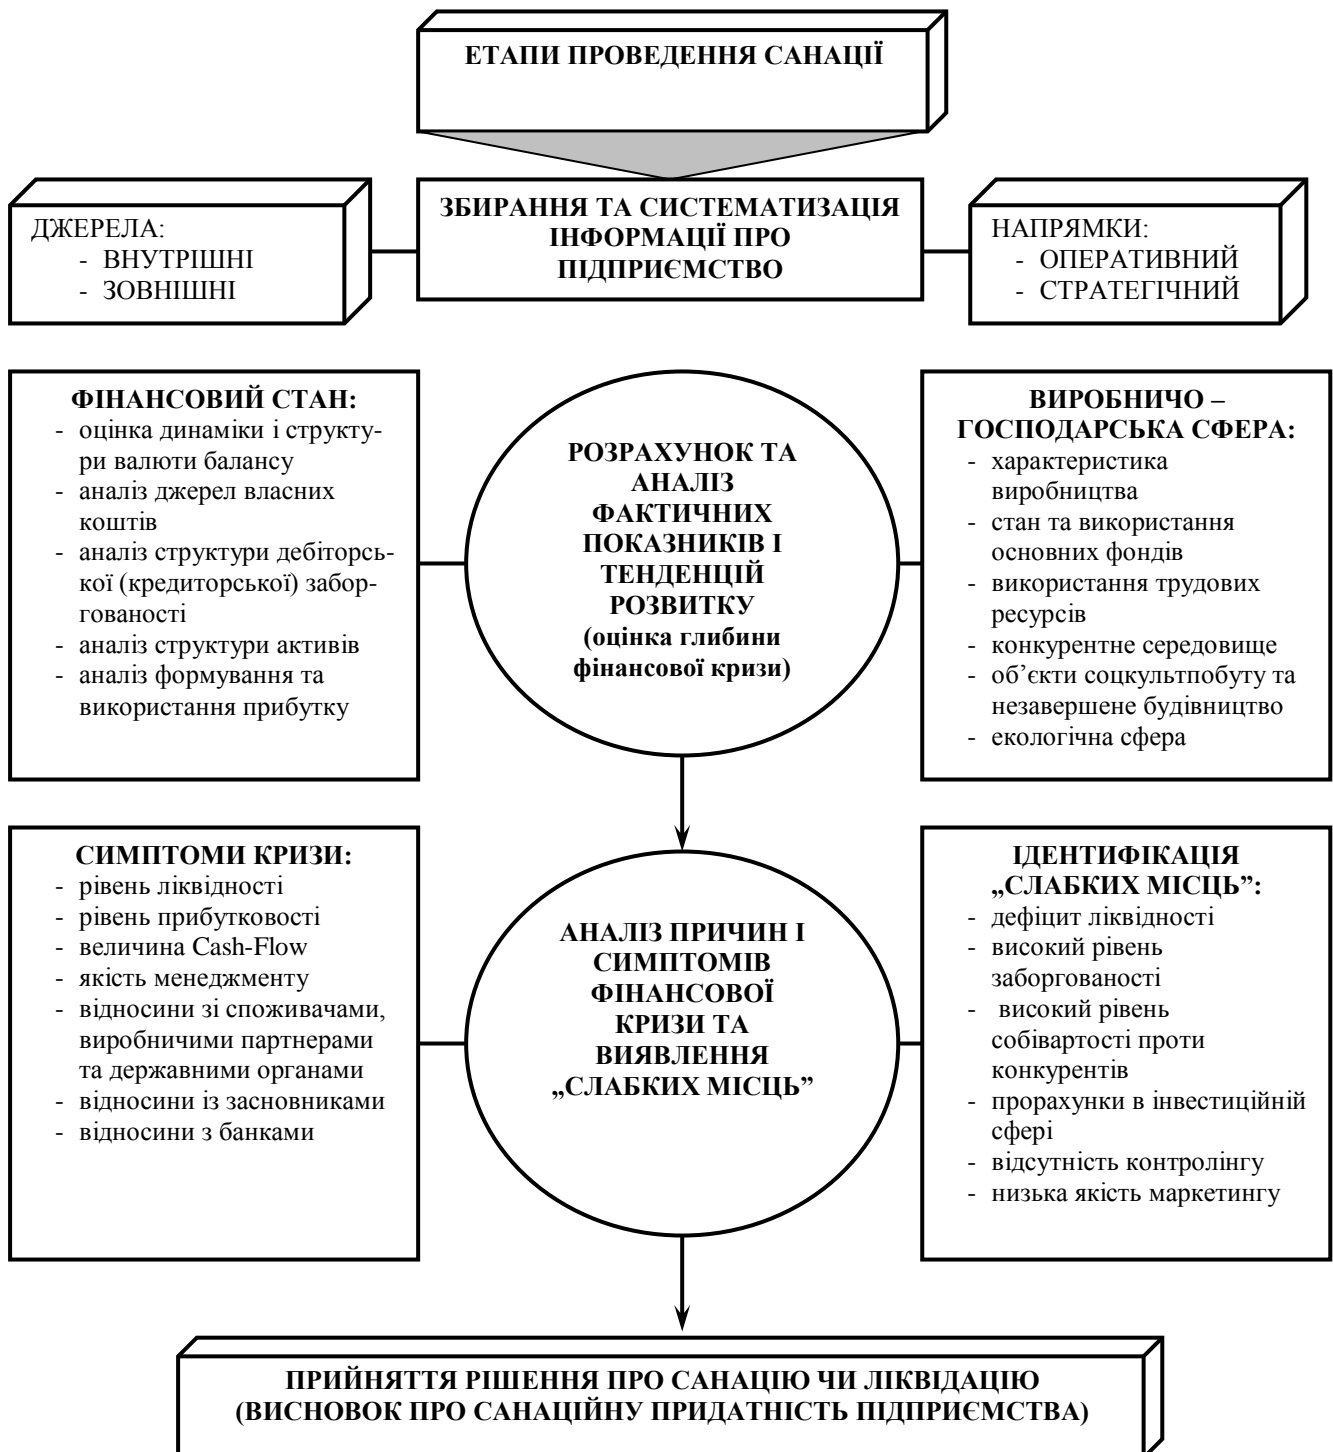 ЕТАПИ ПРОВЕДЕННЯ САНАЦІЇ
ДЖЕРЕЛА:
- ВНУТРІШНІ
- ЗОВНІШНІ
ЗБИРАННЯ ТА СИСТЕМАТИЗАЦІЯ
ІНФОРМАЦІЇ ПРО
ПІДПРИЄМСТВО
НАПРЯМКИ:
- ОПЕРАТИВНИЙ
- СТРАТЕГІЧНИЙ
ФІНАНСОВИЙ СТАН:
- оцінка динаміки і структу-
ри валюти балансу
- аналіз джерел власних
коштів
- аналіз структури дебіторсь-
кої (кредиторської) забор-
гованості
- аналіз структури активів
- аналіз формування та
використання прибутку
РОЗРАХУНОК ТА
АНАЛІЗ
ФАКТИЧНИХ
ПОКАЗНИКІВ І
ТЕНДЕНЦІЙ
РОЗВИТКУ
(оцінка глибини
фінансової кризи)
ВИРОБНИЧО –
ГОСПОДАРСЬКА СФЕРА:
- характеристика
виробництва
- стан та використання
основних фондів
- використання трудових
ресурсів
- конкурентне середовище
- об’єкти соцкультпобуту та
незавершене будівництво
- екологічна сфера
СИМПТОМИ КРИЗИ:
- рівень ліквідності
- рівень прибутковості
- величина Cash-Flow
- якість менеджменту
- відносини зі споживачами,
виробничими партнерами
та державними органами
- відносини із засновниками
- відносини з банками
АНАЛІЗ ПРИЧИН І
СИМПТОМІВ
ФІНАНСОВОЇ
КРИЗИ ТА
ВИЯВЛЕННЯ
„СЛАБКИХ МІСЦЬ”
ІДЕНТИФІКАЦІЯ
„СЛАБКИХ МІСЦЬ”:
- дефіцит ліквідності
- високий рівень
заборгованості
- високий рівень
собівартості проти
конкурентів
- прорахунки в інвестиційній
сфері
- відсутність контролінгу
- низька якість маркетингу
ПРИЙНЯТТЯ РІШЕННЯ ПРО САНАЦІЮ ЧИ ЛІКВІДАЦІЮ
(ВИСНОВОК ПРО САНАЦІЙНУ ПРИДАТНІСТЬ ПІДПРИЄМСТВА)